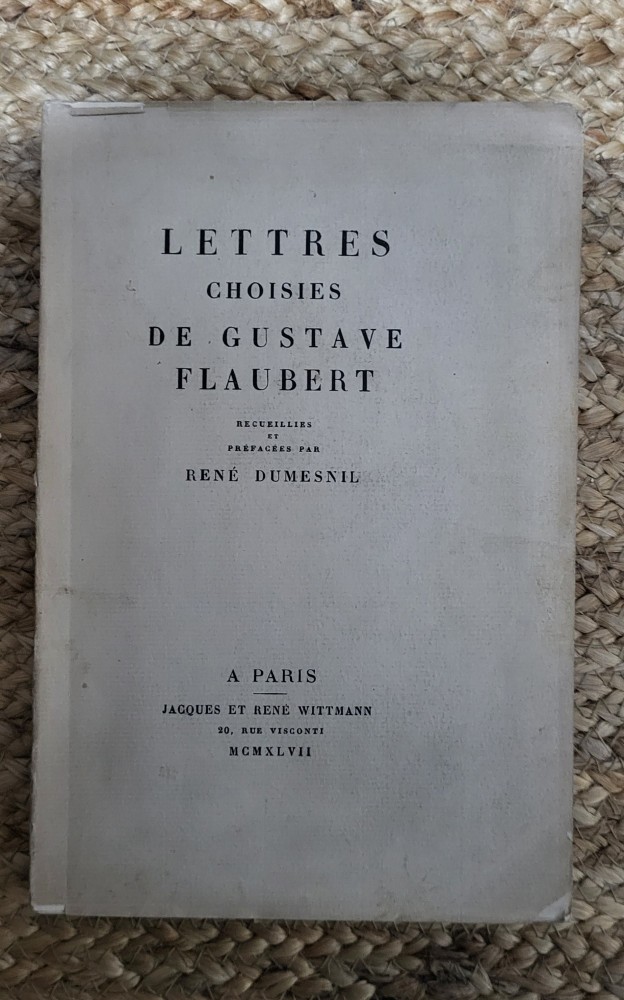 LETTRES
CHOISIES
DE GUSTAVE
FLAUBERT
RECUEILLIES
ET
PRÉFACÉES PAR
RENÉ DUMESNIL
A PARIS
JACQUES ET RENÉ WITTMANN
20, RUE VISCONTI
MCMXLVII